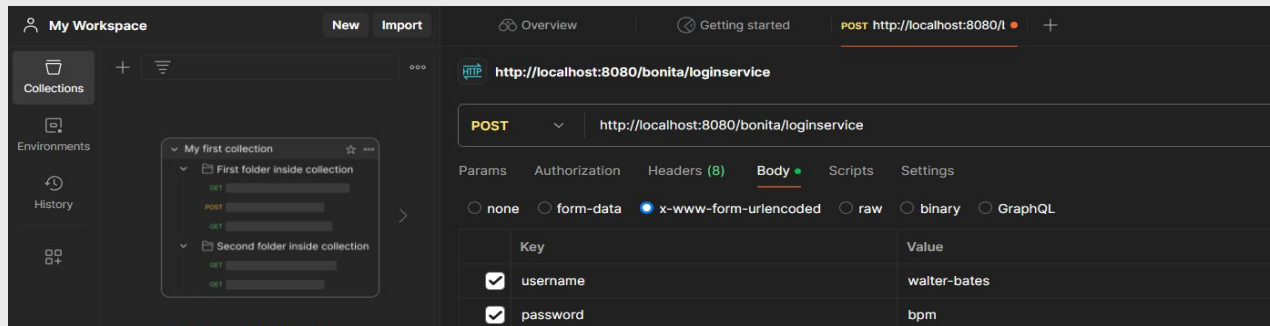 My Workspace New Import
Overview Getting started POST http://localhost:8080/b +
Collections
Environments
History
My first collection
First folder inside collection
GET
POST
GET
Second folder inside collection
GET
GET
HTTP http://localhost:8080/bonita/loginservice
POST http://localhost:8080/bonita/loginservice
Params Authorization Headers (8) Body Scripts Settings
none form-data x-www-form-urlencoded raw binary GraphQL
Key Value
username walter-bates
password bpm